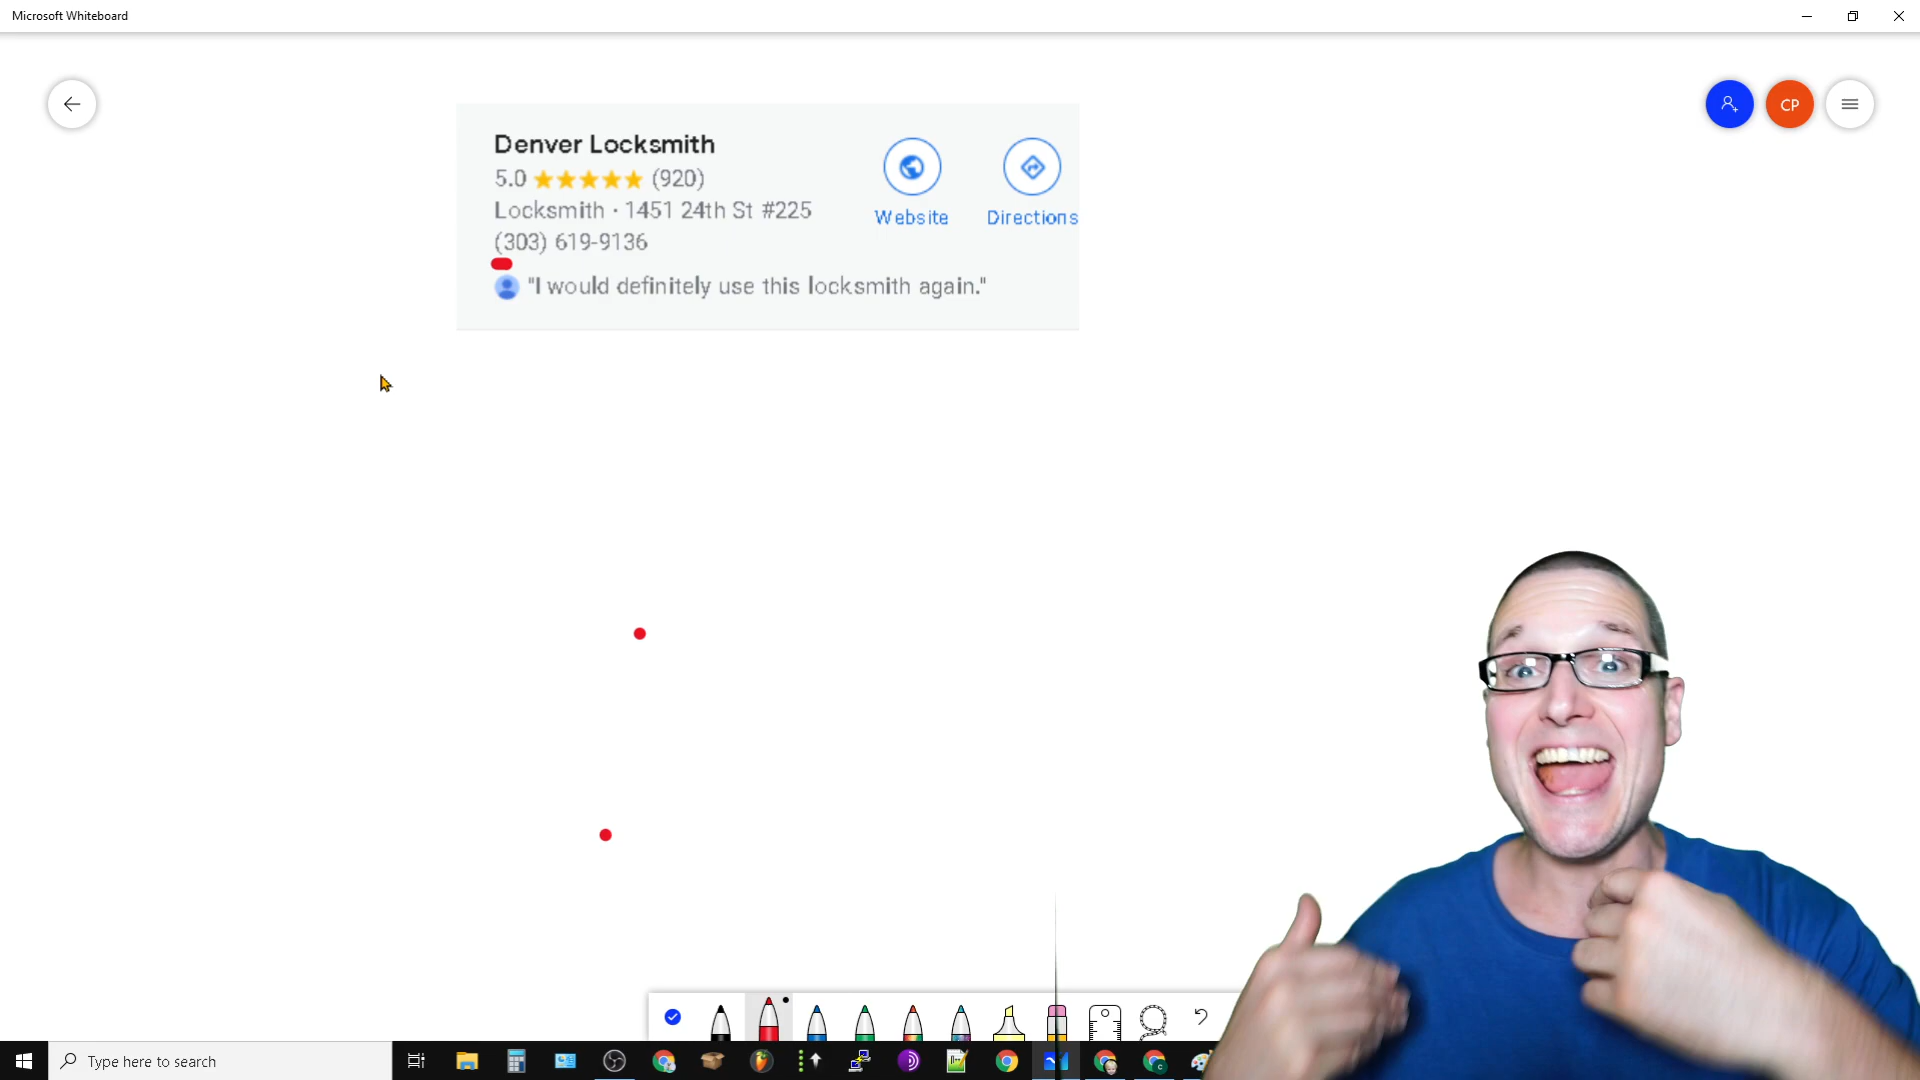 Microsoft Whiteboard
CP
Denver Locksmith
5.0 (920)
Locksmith · 1451 24th St #225
(303) 619-9136
"I would definitely use this locksmith again."
Website
Directions
Type here to search